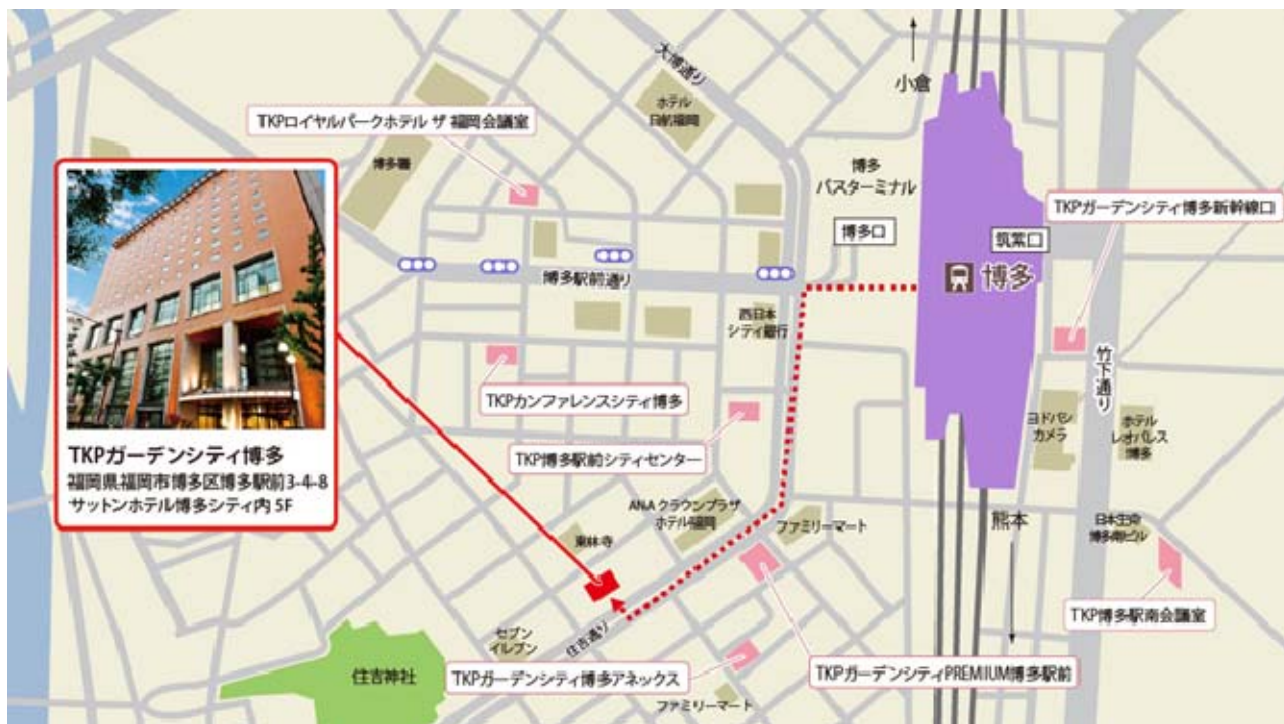 大博通り
小倉
ホテル
日航福岡
TKPロイヤルパークホテル ザ 福岡会議室
博多
バスターミナル
TKPガーデンシティ博多新幹線口
博多口
筑紫口
博多
博多駅前通り
西日本
シティ銀行
竹下通り
TKPカンファレンスシティ博多
TKP博多駅前シティセンター
ヨドバシ
カメラ
ホテル
レオパレス
博多
TKPガーデンシティ博多
福岡県福岡市博多区博多駅前3-4-8
サットンホテル博多シティ内 5F
ANA クラウンプラザ
ホテル福岡
ファミリーマート
熊本
日本生命
博多南ビル
東林寺
TKP博多駅南会議室
セブン
イレブン
住吉通り
住吉神社
TKPガーデンシティ博多アネックス
TKPガーデンシティPREMIUM博多駅前
ファミリーマート